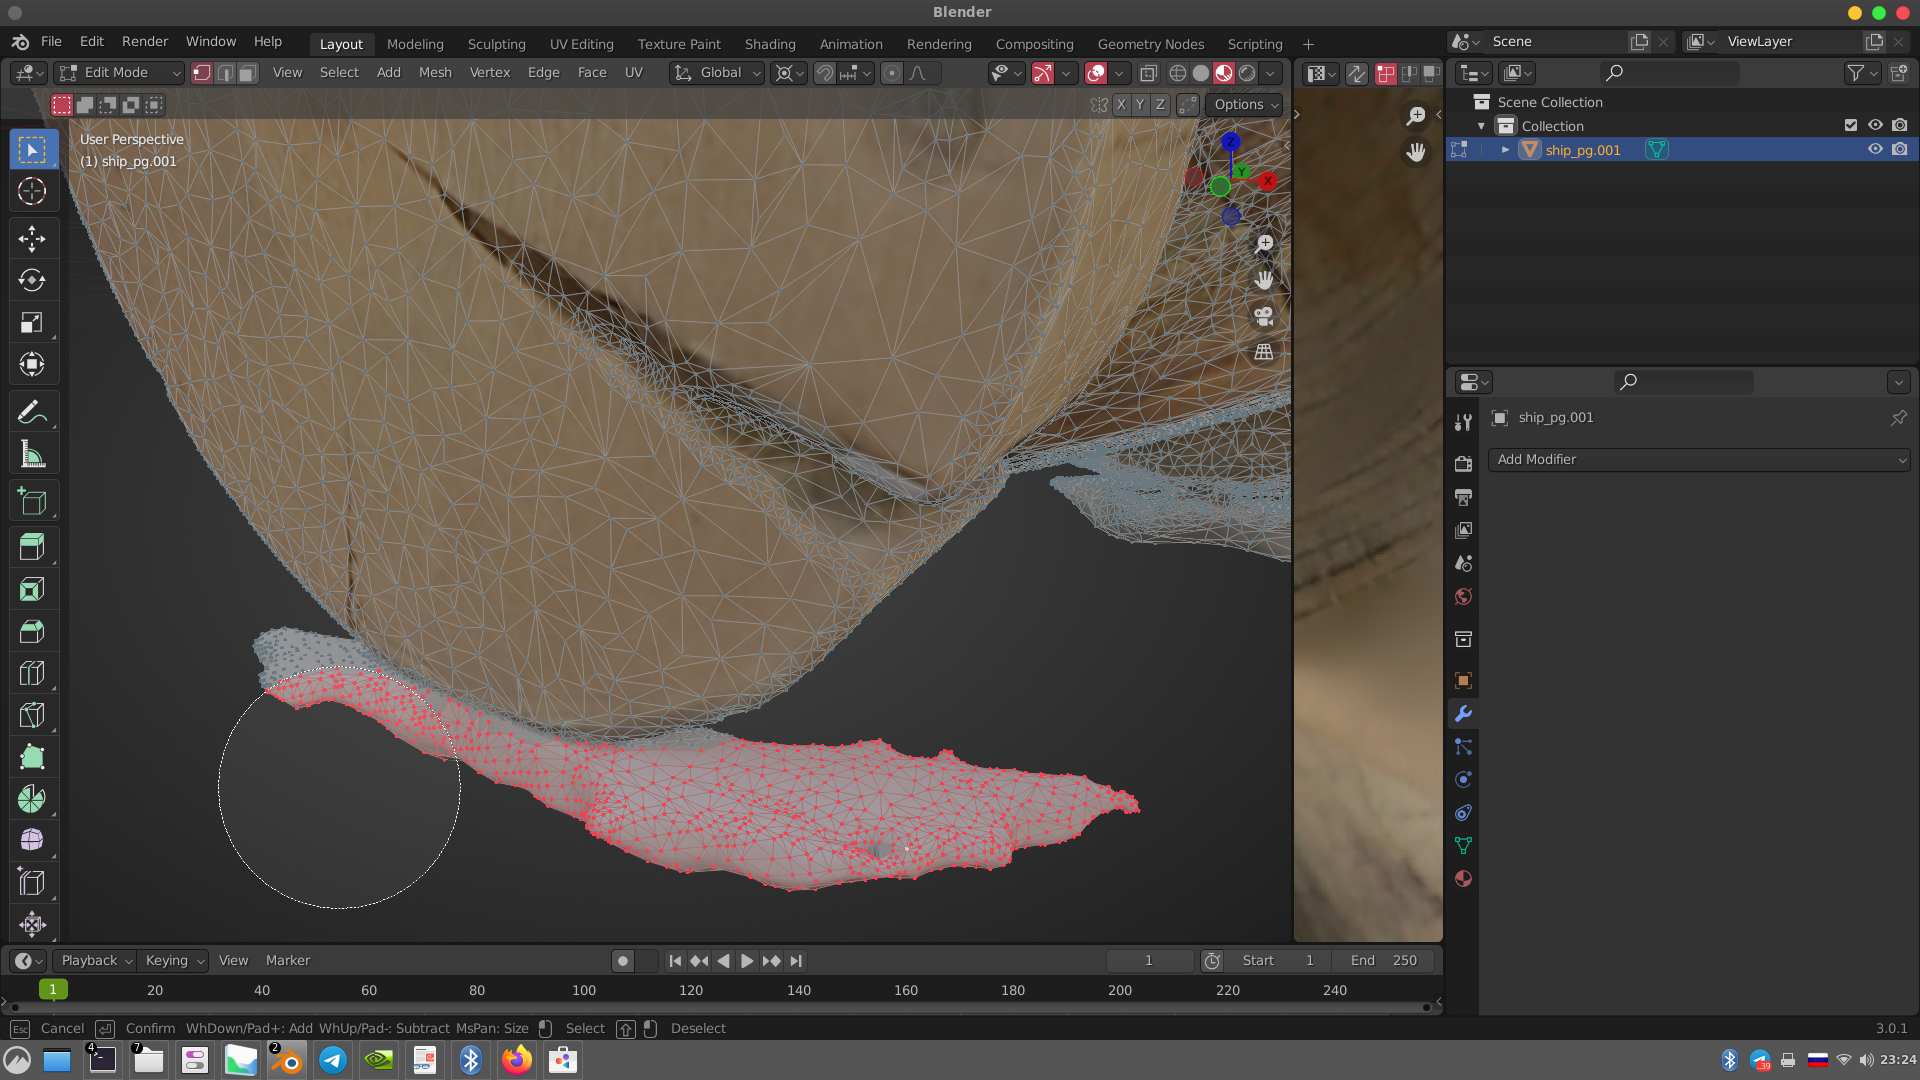 Blender
File Edit Render Window Help
Layout Modeling Sculpting UV Editing Texture Paint Shading Animation Rendering Compositing Geometry Nodes Scripting +
Scene
ViewLayer
Edit Mode View Select Add Mesh Vertex Edge Face UV Global
X Y Z Options
User Perspective
(1) ship_pg.001
Z
Y
X
Scene Collection
Collection
ship_pg.001
ship_pg.001
Add Modifier
Playback Keying View Marker
1 Start 1 End 250
1 20 40 60 80 100 120 140 160 180 200 220 240
Esc Cancel Confirm WhDown/Pad+: Add WhUp/Pad-: Subtract MsPan: Size Select Deselect 3.0.1
4 7 2 39 23:24